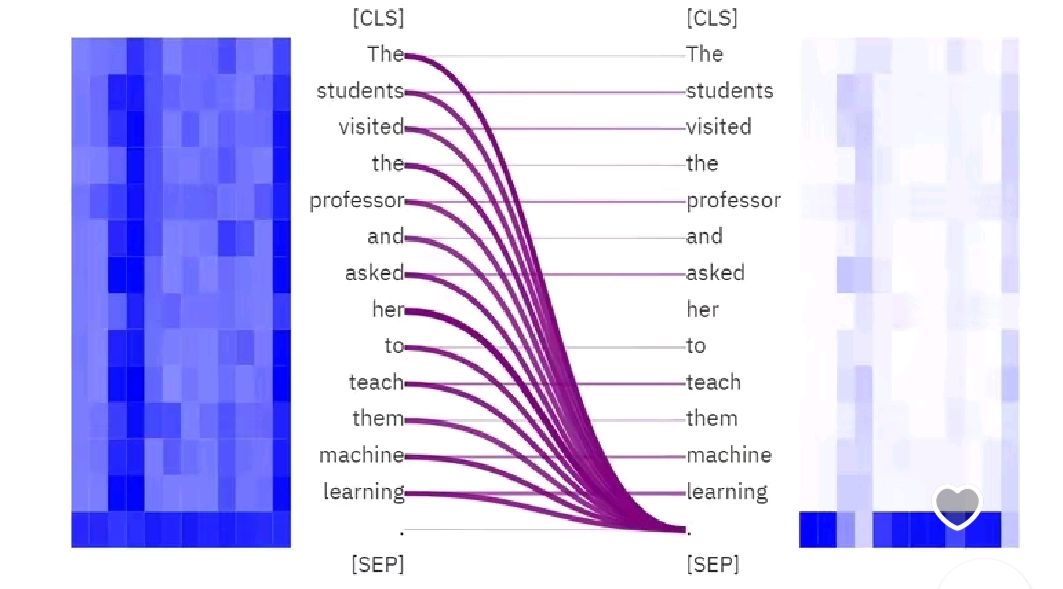 [CLS] [CLS]
The The
students students
visited visited
the the
professor professor
and and
asked asked
her her
to to
teach teach
them them
machine machine
learning learning
. .
[SEP] [SEP]